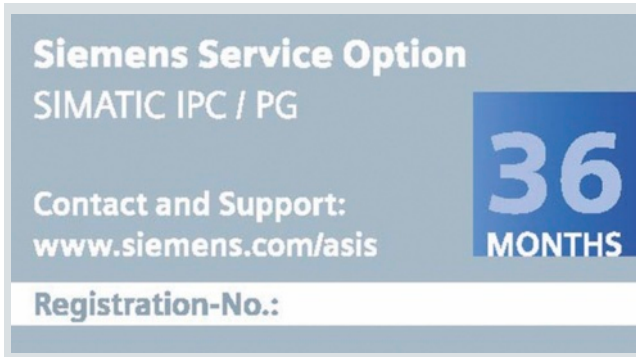 Siemens Service Option
SIMATIC IPC / PG
36
MONTHS
Contact and Support:
www.siemens.com/asis
Registration-No.: